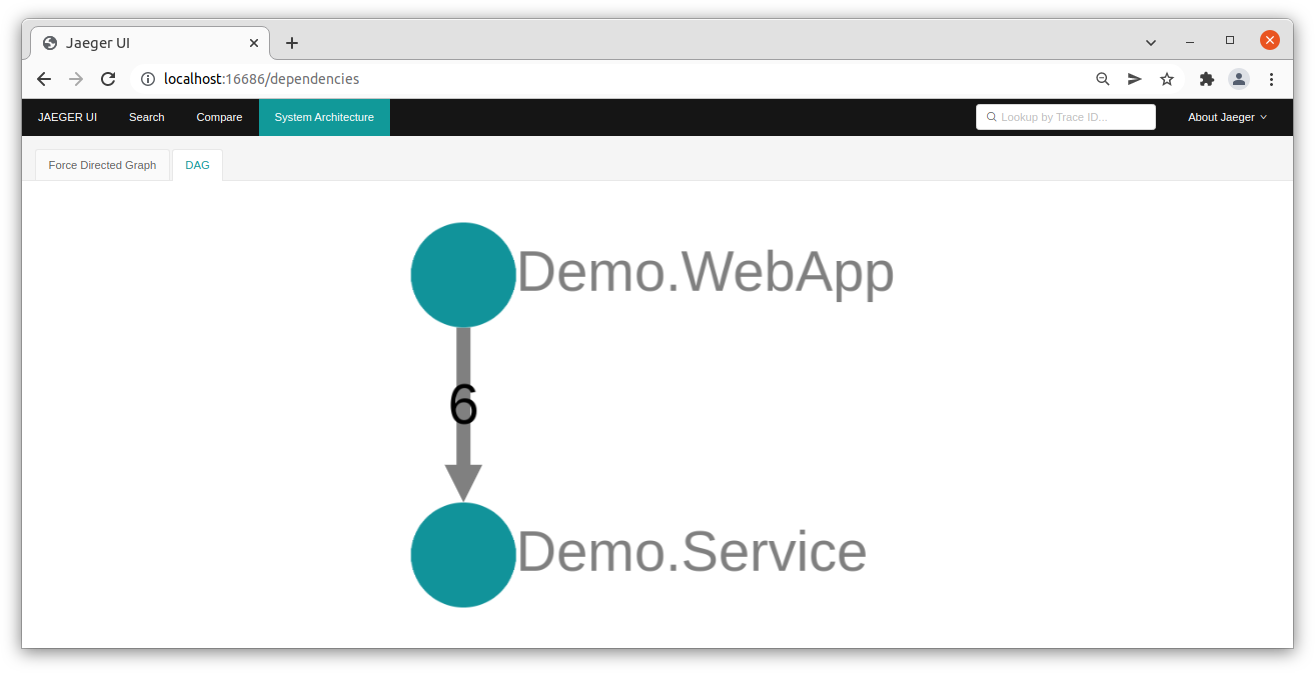 Jaeger UI
localhost:16686/dependencies
JAEGER UI Search Compare System Architecture Lookup by Trace ID... About Jaeger
Force Directed Graph DAG
Demo.WebApp
6
Demo.Service